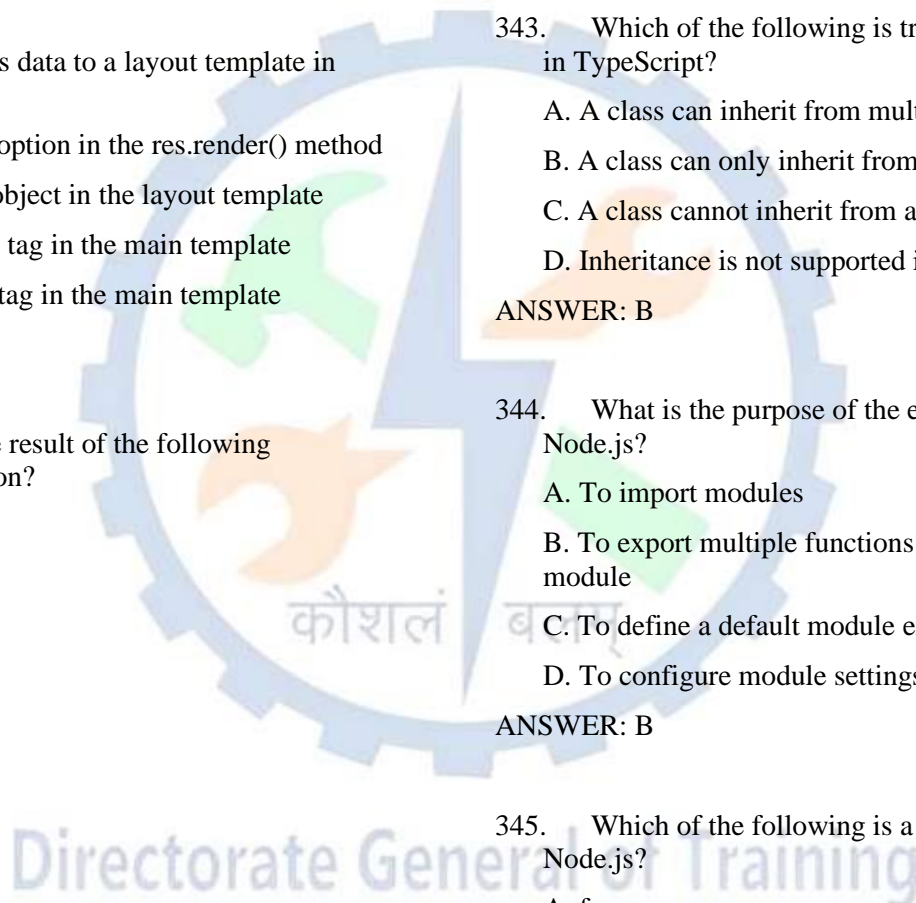 s data to a layout template in
option in the res.render() method
object in the layout template
tag in the main template
tag in the main template
result of the following
on?
343. Which of the following is tr
in TypeScript?
A. A class can inherit from mul
B. A class can only inherit from
C. A class cannot inherit from a
D. Inheritance is not supported i
ANSWER: B
344. What is the purpose of the e
Node.js?
A. To import modules
B. To export multiple functions
module
C. To define a default module e
D. To configure module settings
ANSWER: B
345. Which of the following is a
Node.js?
कौशलं बलम्
Directorate General of Training